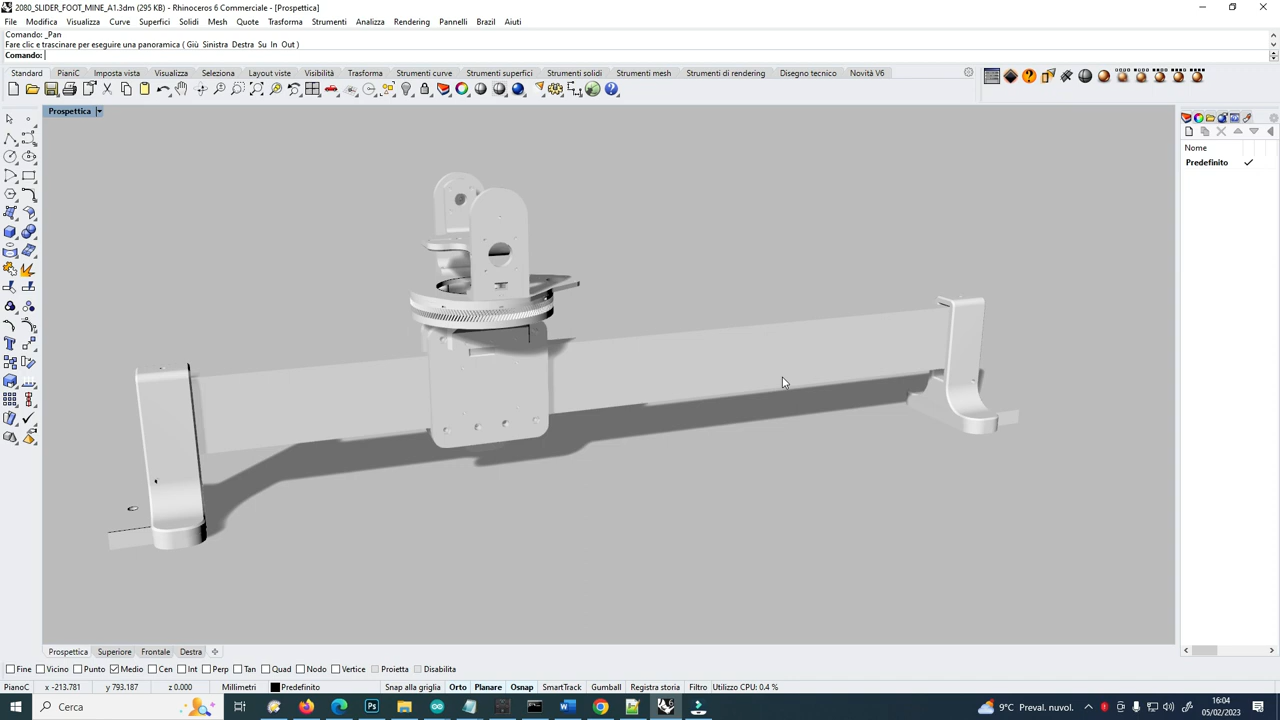 2080_SLIDER_FOOT_MINE_A1.3dm (295 KB) - Rhinoceros 6 Commerciale - [Prospettica]
File Modifica Visualizza Curve Superfici Solidi Mesh Quote Trasforma Strumenti Analizza Rendering Pannelli Brazil Aiuti
Comando: _Pan
Fare clic e trascinare per eseguire una panoramica ( Giù Sinistra Destra Su In Out )
Comando:
Standard PianiC Imposta vista Visualizza Seleziona Layout viste Visibilità Trasforma Strumenti curve Strumenti superfici Strumenti solidi Strumenti mesh Strumenti di rendering Disegno tecnico Novità V6
Prospettica
Nome
Predefinito
Prospettica Superiore Frontale Destra
Fine Vicino Punto Medio Cen Int Perp Tan Quad Nodo Vertice Proietta Disabilita
PianoC x -213.781 y 793.187 z 0.000 Millimetri Predefinito Snap alla griglia Orto Planare Osnap SmartTrack Gumball Registra storia Filtro Utilizzo CPU: 0.4 %
Cerca
9°C Preval. nuvol.
16:04
05/02/2023